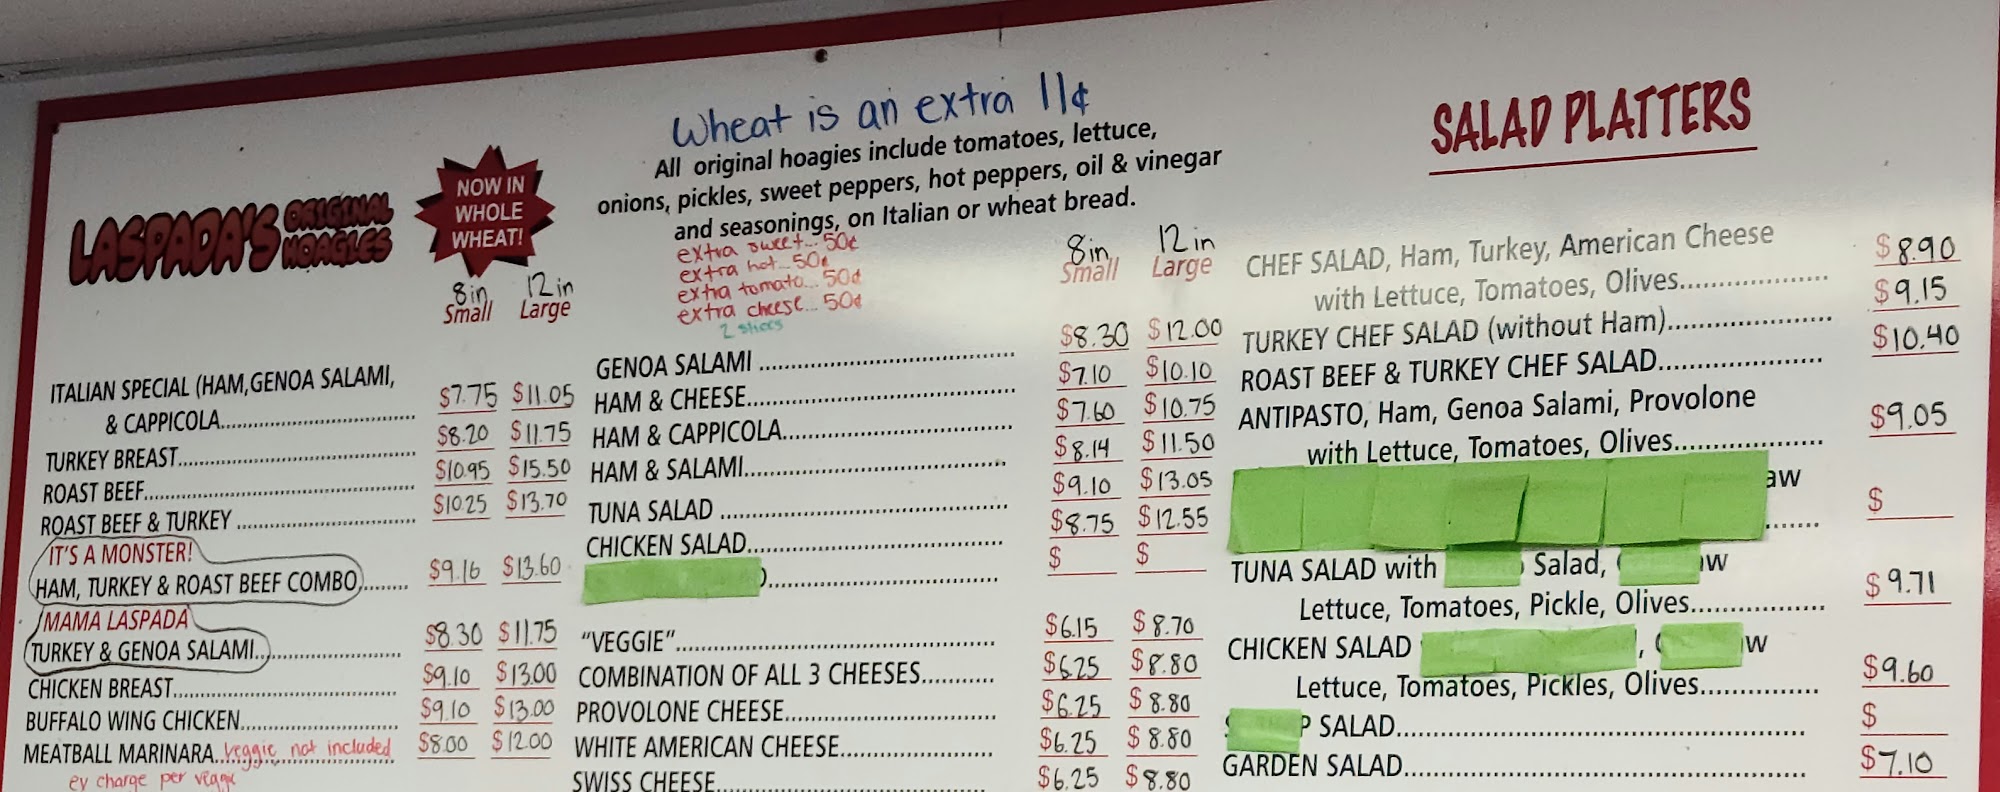 Wheat is an extra 11¢
All original hoagies include tomatoes, lettuce,
onions, pickles, sweet peppers, hot peppers, oil & vinegar
and seasonings, on Italian or wheat bread.
extra sweet... 50¢
extra hot... 50¢
extra tomato... 50¢
extra cheese... 50¢
2 slices
LASPADA'S ORIGINAL HOAGIES
NOW IN
WHOLE
WHEAT!
8in 12in
Small Large
ITALIAN SPECIAL (HAM,GENOA SALAMI,
& CAPPICOLA $7.75 $11.05
TURKEY BREAST $8.20 $11.75
ROAST BEEF $10.95 $15.50
ROAST BEEF & TURKEY $10.25 $13.70
IT'S A MONSTER!
HAM, TURKEY & ROAST BEEF COMBO $9.16 $13.60
MAMA LASPADA
TURKEY & GENOA SALAMI $8.30 $11.75
CHICKEN BREAST $9.10 $13.00
BUFFALO WING CHICKEN $9.10 $13.00
MEATBALL MARINARA veggie not included $8.00 $12.00
charge per veggie
8in 12in
Small Large
GENOA SALAMI $8.30 $12.00
HAM & CHEESE $7.10 $10.10
HAM & CAPPICOLA $7.60 $10.75
HAM & SALAMI $8.14 $11.50
TUNA SALAD $9.10 $13.05
CHICKEN SALAD $8.75 $12.55
$ $
"VEGGIE" $6.15 $8.70
COMBINATION OF ALL 3 CHEESES $6.25 $8.80
PROVOLONE CHEESE $6.25 $8.80
WHITE AMERICAN CHEESE $6.25 $8.80
SWISS CHEESE $6.25 $8.80
SALAD PLATTERS
CHEF SALAD, Ham, Turkey, American Cheese
with Lettuce, Tomatoes, Olives $8.90
TURKEY CHEF SALAD (without Ham) $9.15
ROAST BEEF & TURKEY CHEF SALAD $10.40
ANTIPASTO, Ham, Genoa Salami, Provolone
with Lettuce, Tomatoes, Olives $9.05
aw
$
TUNA SALAD with Salad, w
Lettuce, Tomatoes, Pickle, Olives $9.71
CHICKEN SALAD , w
Lettuce, Tomatoes, Pickles, Olives $9.60
P SALAD $
GARDEN SALAD $7.10